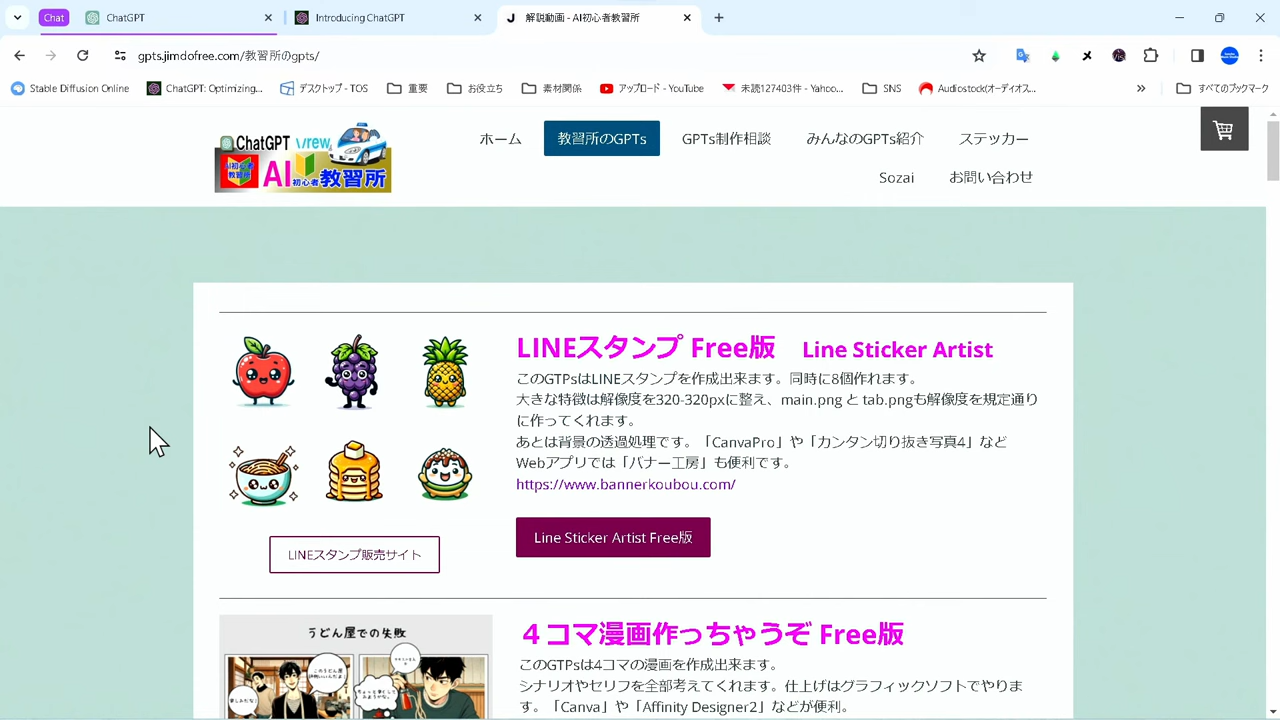 Chat
ChatGPT
Introducing ChatGPT
解説動画 - AI初心者教習所
gpts.jimdofree.com/教習所のgpts/
Stable Diffusion Online
ChatGPT: Optimizing...
デスクトップ - TOS
重要
お役立ち
素材関係
アップロード - YouTube
未読127403件 - Yahoo...
SNS
Audiostock(オーディオス...
»
すべてのブックマーク
ChatGPT Vrew
AI初心者教習所
AI初心者教習所
ホーム
教習所のGPTs
GPTs制作相談
みんなのGPTs紹介
ステッカー
Sozai
お問い合わせ
LINEスタンプ Free版 Line Sticker Artist
このGTPsはLINEスタンプを作成出来ます。同時に8個作れます。
大きな特徴は解像度を320-320pxに整え、main.png と tab.pngも解像度を規定通り
に作ってくれます。
あとは背景の透過処理です。「CanvaPro」や「カンタン切り抜き写真4」など
Webアプリでは「バナー工房」も便利です。
https://www.bannerkoubou.com/
Line Sticker Artist Free版
LINEスタンプ販売サイト
うどん屋での失敗
４コマ漫画作っちゃうぞ Free版
このGTPsは4コマの漫画を作成出来ます。
シナリオやセリフを全部考えてくれます。仕上げはグラフィックソフトでやりま
す。「Canva」や「Affinity Designer2」などが便利。